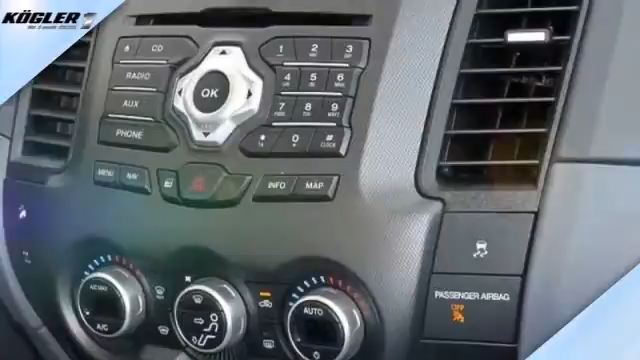 KÖGLER
CD
1 2 3
RADIO
4 5 6
OK
AUX
7 8 9
PHONE
* 0 #
CLOCK
MENU NAV
INFO MAP
PASSENGER AIRBAG
OFF
A/C MAX
AUTO
A/C